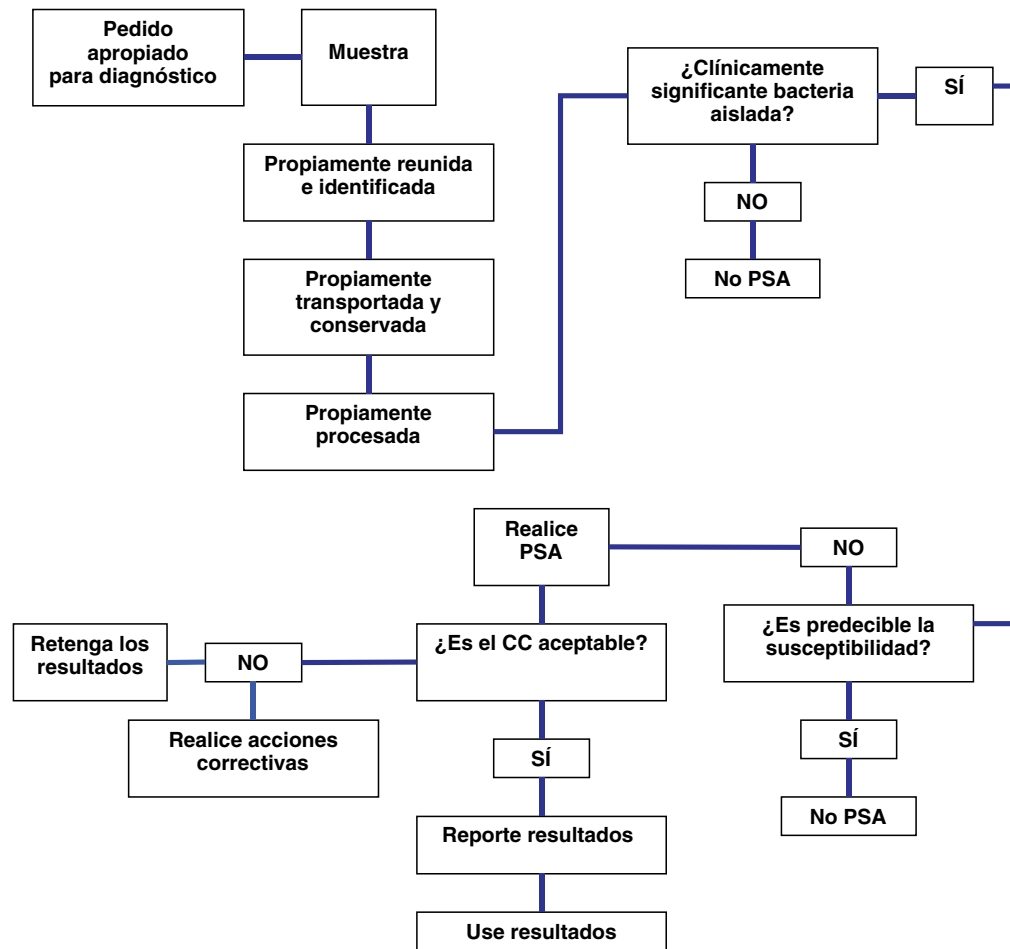 Pedido
apropiado
para diagnóstico
Muestra
Propiamente reunida
e identificada
Propiamente
transportada y
conservada
Propiamente
procesada
¿Clínicamente
significante bacteria
aislada?
SÍ
NO
No PSA
¿Es predecible la
susceptibilidad?
SÍ
No PSA
NO
Realice
PSA
¿Es el CC aceptable?
NO
Retenga los
resultados
Realice acciones
correctivas
SÍ
Reporte resultados
Use resultados